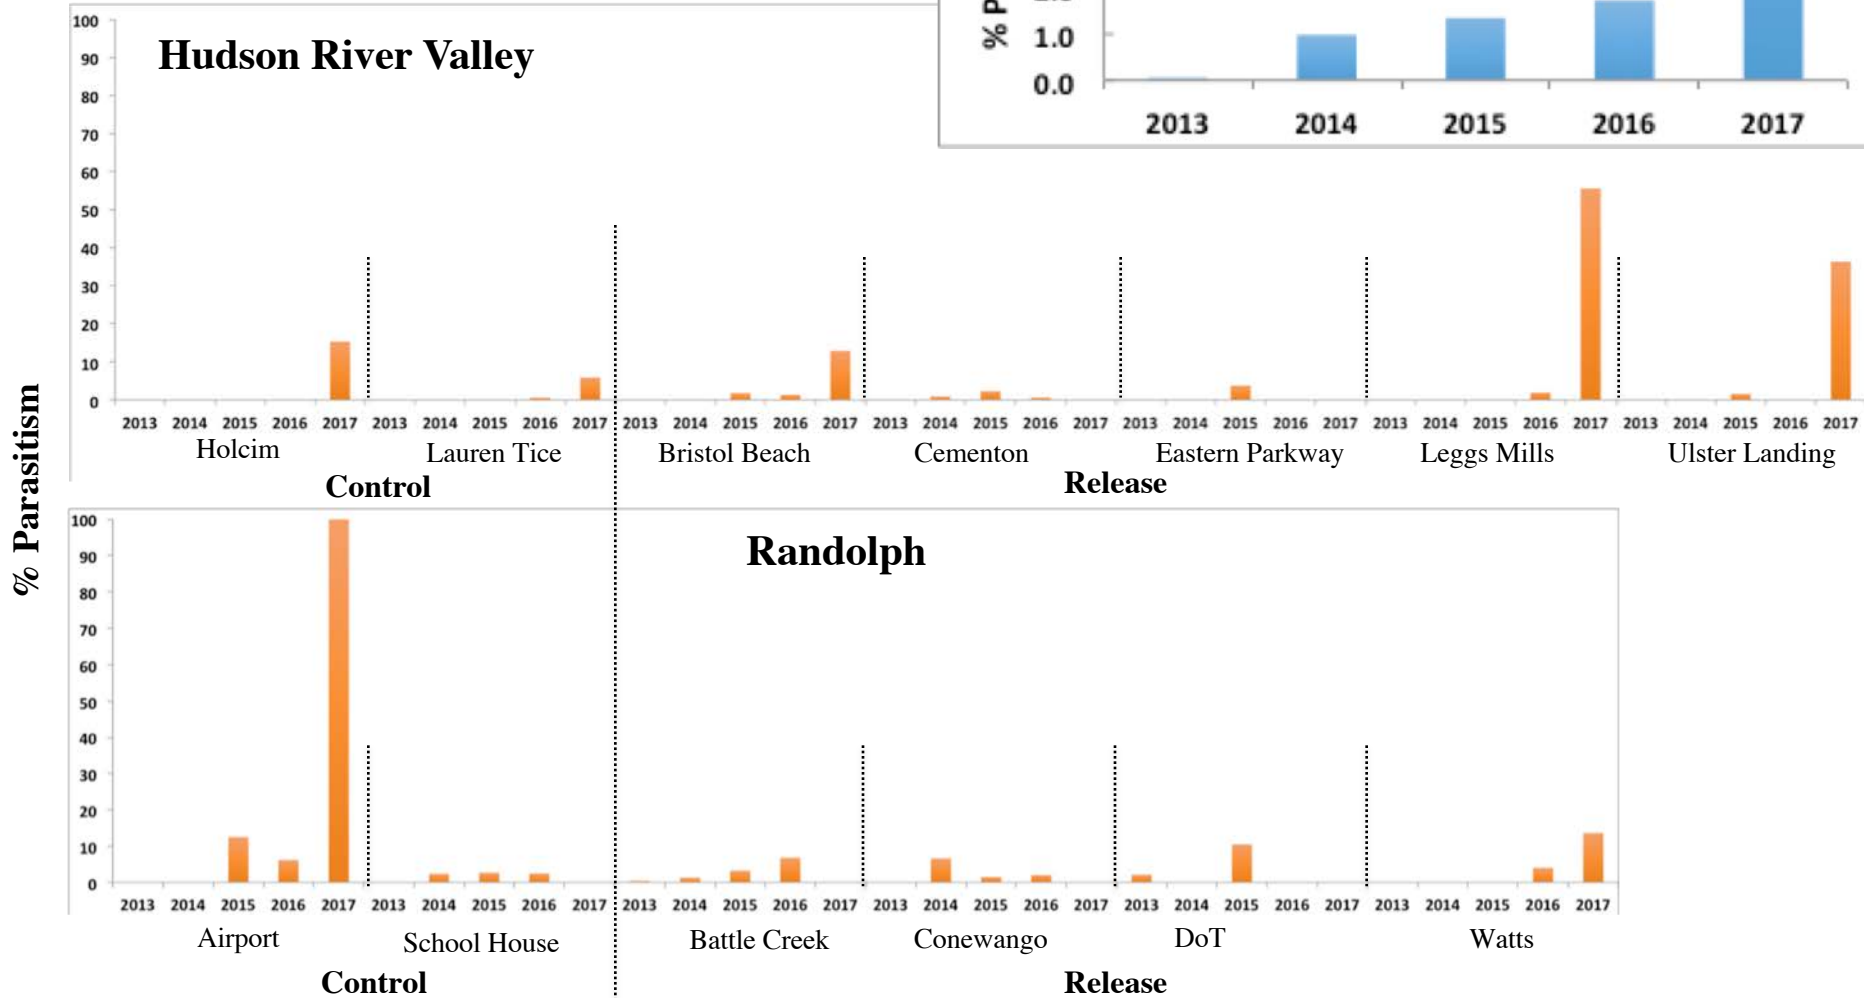 % P
1.0
0.0
2013 2014 2015 2016 2017
Hudson River Valley
100
90
80
70
60
50
40
30
20
10
0
2013 2014 2015 2016 2017 2013 2014 2015 2016 2017 2013 2014 2015 2016 2017 2013 2014 2015 2016 2017 2013 2014 2015 2016 2017 2013 2014 2015 2016 2017 2013 2014 2015 2016 2017
Holcim Lauren Tice Bristol Beach Cementon Eastern Parkway Leggs Mills Ulster Landing
Control Release
% Parasitism
Randolph
100
90
80
70
60
50
40
30
20
10
0
2013 2014 2015 2016 2017 2013 2014 2015 2016 2017 2013 2014 2015 2016 2017 2013 2014 2015 2016 2017 2013 2014 2015 2016 2017 2013 2014 2015 2016 2017
Airport School House Battle Creek Conewango DoT Watts
Control Release